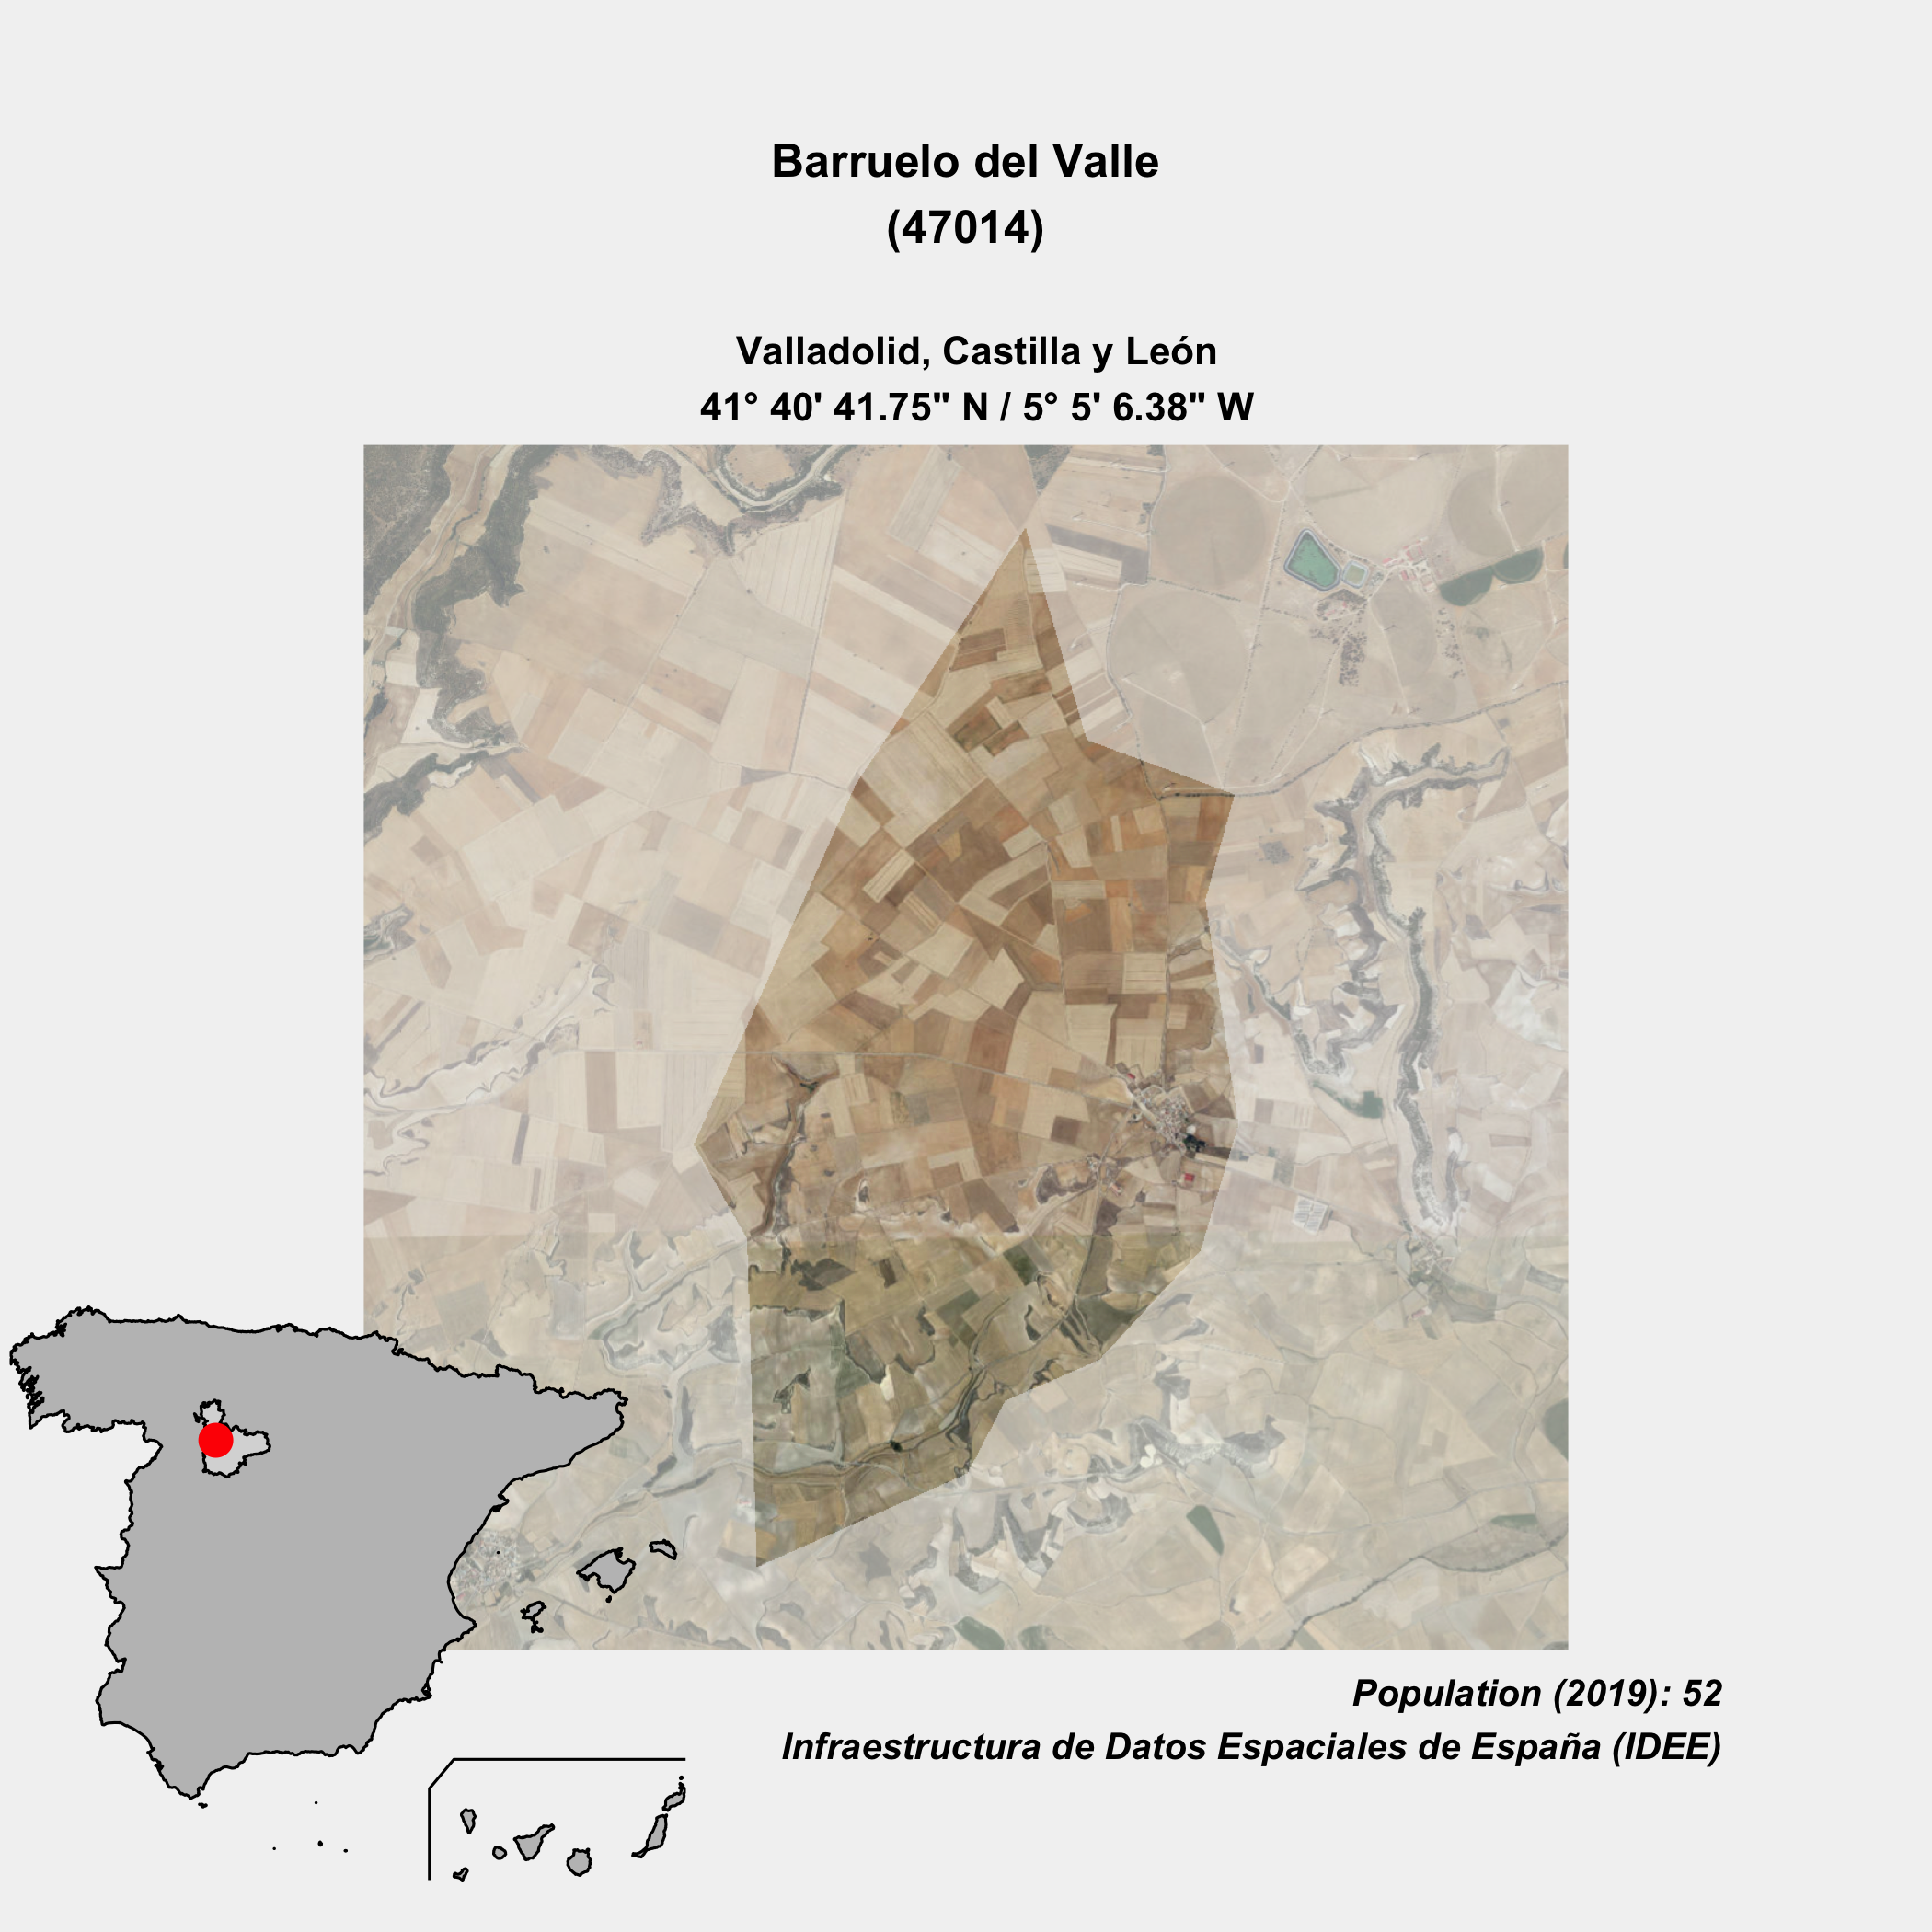 Barruelo del Valle
(47014)
Valladolid, Castilla y León
41° 40' 41.75" N / 5° 5' 6.38" W
Population (2019): 52
Infraestructura de Datos Espaciales de España (IDEE)